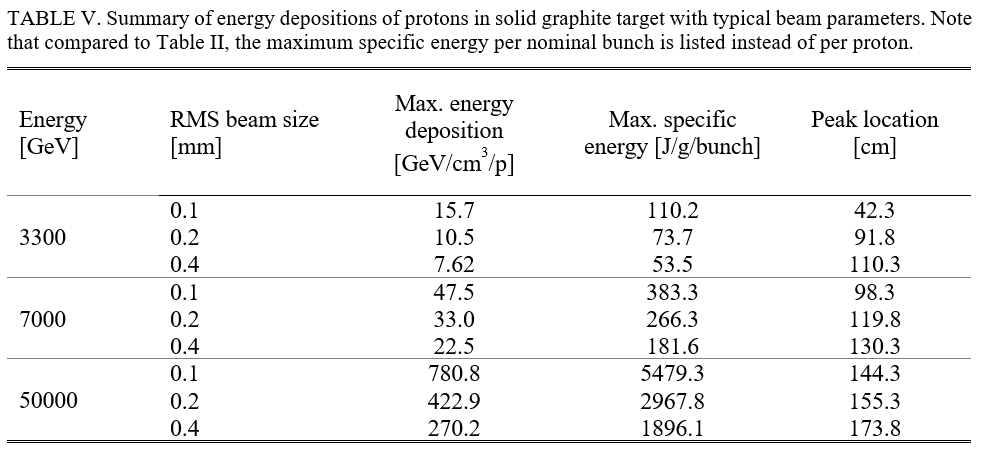 TABLE V. Summary of energy depositions of protons in solid graphite target with typical beam parameters. Note
that compared to Table II, the maximum specific energy per nominal bunch is listed instead of per proton.
Energy [GeV] RMS beam size [mm] Max. energy deposition [GeV/cm³/p] Max. specific energy [J/g/bunch] Peak location [cm]
0.1 15.7 110.2 42.3
3300 0.2 10.5 73.7 91.8
0.4 7.62 53.5 110.3
0.1 47.5 383.3 98.3
7000 0.2 33.0 266.3 119.8
0.4 22.5 181.6 130.3
0.1 780.8 5479.3 144.3
50000 0.2 422.9 2967.8 155.3
0.4 270.2 1896.1 173.8